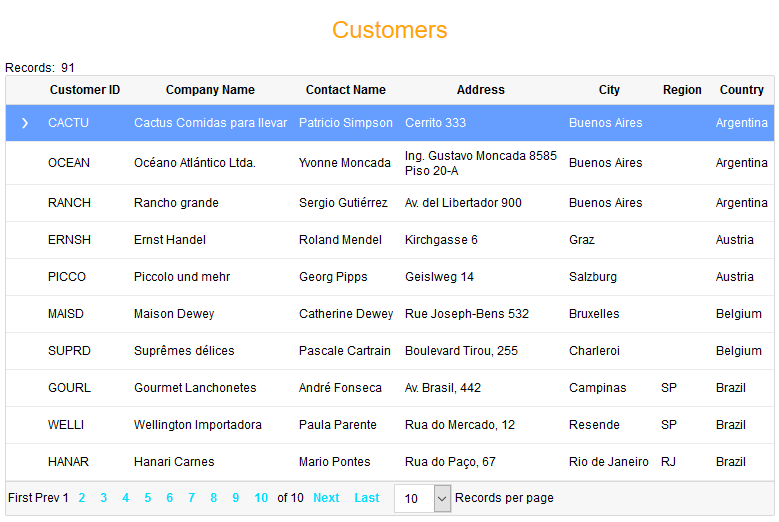 Customers
Records: 91
Customer ID Company Name Contact Name Address City Region Country
CACTU Cactus Comidas para llevar Patricio Simpson Cerrito 333 Buenos Aires Argentina
OCEAN Océano Atlántico Ltda. Yvonne Moncada Ing. Gustavo Moncada 8585 Buenos Aires Argentina
Piso 20-A
RANCH Rancho grande Sergio Gutiérrez Av. del Libertador 900 Buenos Aires Argentina
ERNSH Ernst Handel Roland Mendel Kirchgasse 6 Graz Austria
PICCO Piccolo und mehr Georg Pipps Geislweg 14 Salzburg Austria
MAISD Maison Dewey Catherine Dewey Rue Joseph-Bens 532 Bruxelles Belgium
SUPRD Suprêmes délices Pascale Cartrain Boulevard Tirou, 255 Charleroi Belgium
GOURL Gourmet Lanchonetes André Fonseca Av. Brasil, 442 Campinas SP Brazil
WELLI Wellington Importadora Paula Parente Rua do Mercado, 12 Resende SP Brazil
HANAR Hanari Carnes Mario Pontes Rua do Paço, 67 Rio de Janeiro RJ Brazil
First Prev 1 2 3 4 5 6 7 8 9 10 of 10 Next Last 10 Records per page